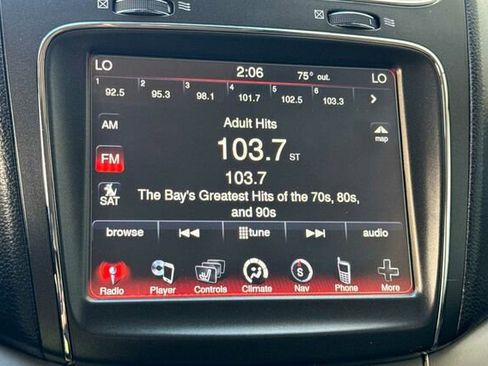 LO 2:06 75° out. LO
1 92.5 2 95.3 3 98.1 4 101.7 5 102.5 6 103.3
AM
Adult Hits
map
FM
103.7 ST
103.7
SAT
The Bay's Greatest Hits of the 70s, 80s,
and 90s
browse tune audio
S
Radio Player Controls Climate Nav Phone More